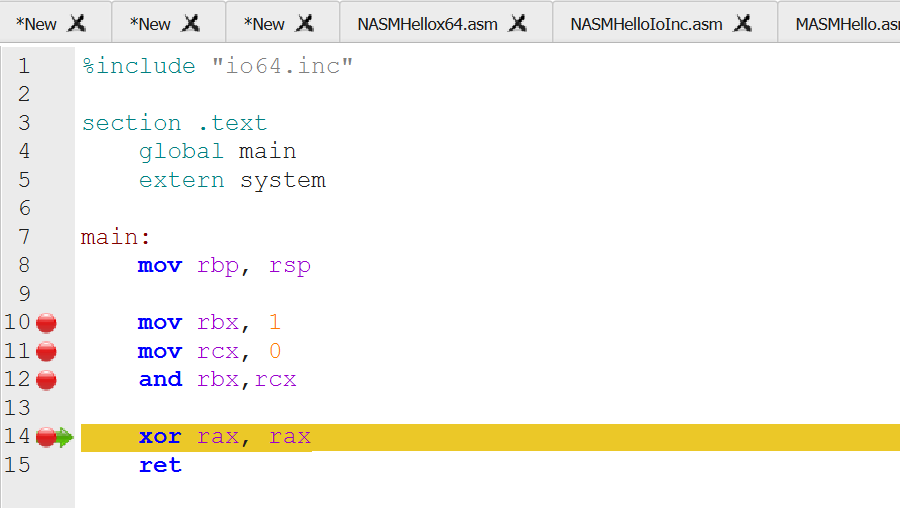 *New *New *New NASMHellox64.asm NASMHelloIoInc.asm MASMHello.asm
1 %include "io64.inc"
2
3 section .text
4 global main
5 extern system
6
7 main:
8 mov rbp, rsp
9
10 mov rbx, 1
11 mov rcx, 0
12 and rbx,rcx
13
14 xor rax, rax
15 ret